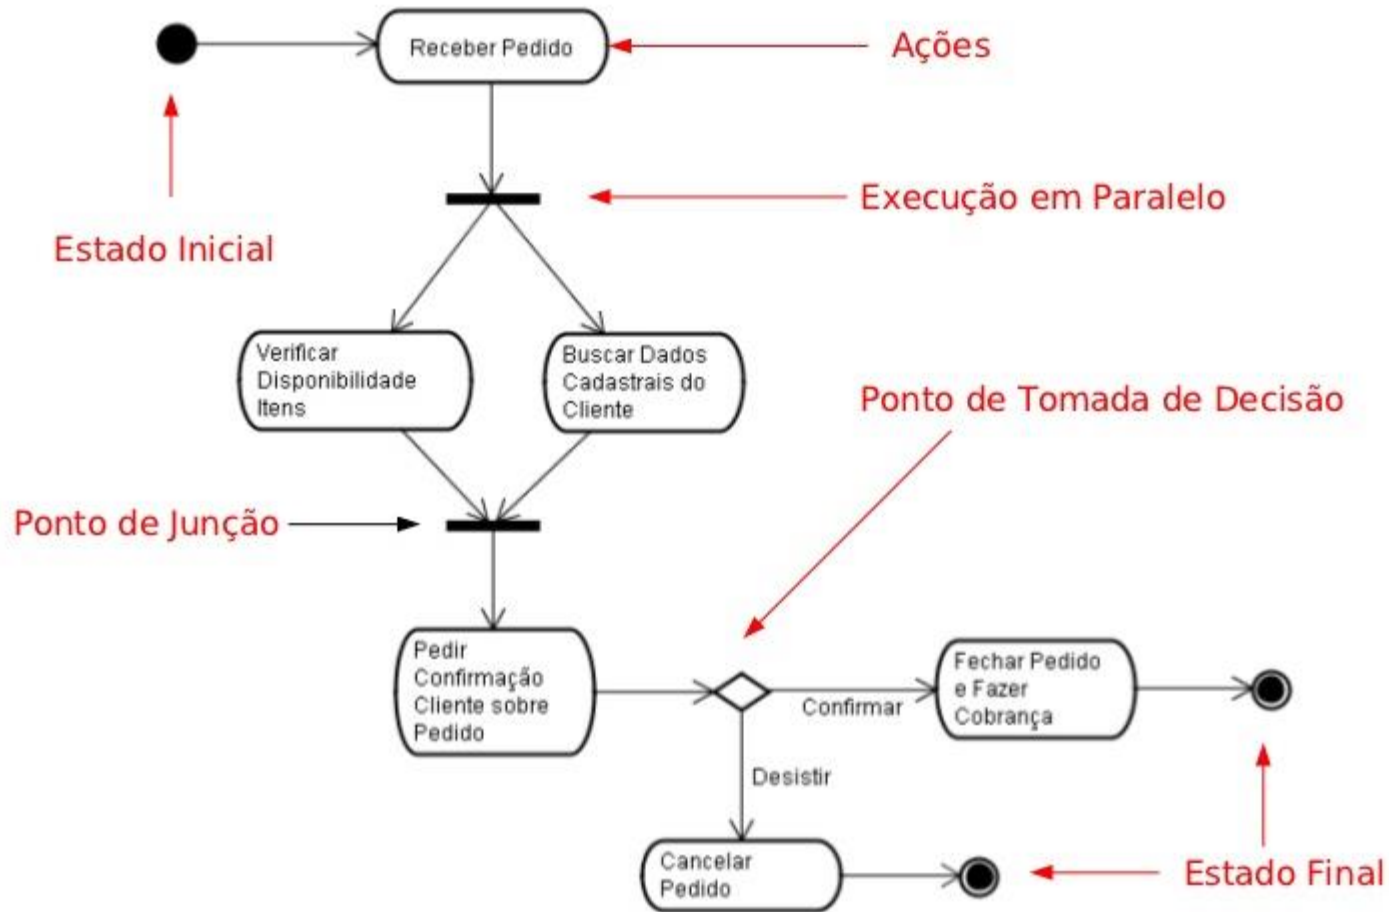 Receber Pedido
Ações
Execução em Paralelo
Estado Inicial
Verificar
Disponibilidade
Itens
Buscar Dados
Cadastrais do
Cliente
Ponto de Tomada de Decisão
Ponto de Junção
Pedir
Confirmação
Cliente sobre
Pedido
Confirmar
Fechar Pedido
e Fazer
Cobrança
Desistir
Cancelar
Pedido
Estado Final